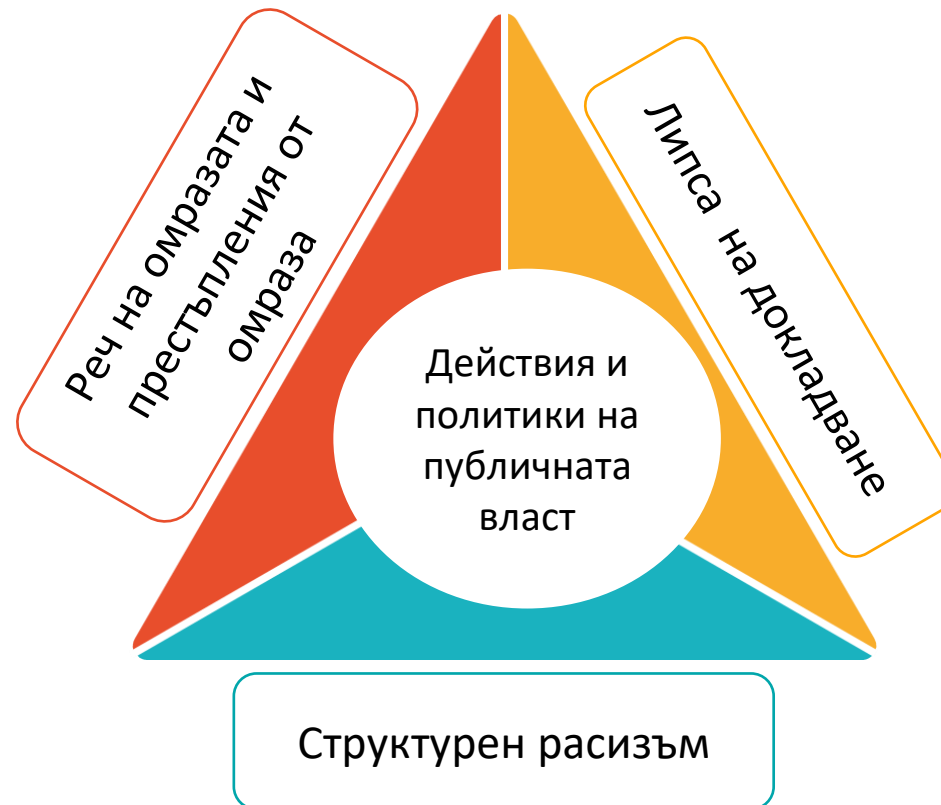 Реч на омразата и
престъпления от
омраза
Липса на докладване
Действия и
политики на
публичната
власт
Структурен расизъм